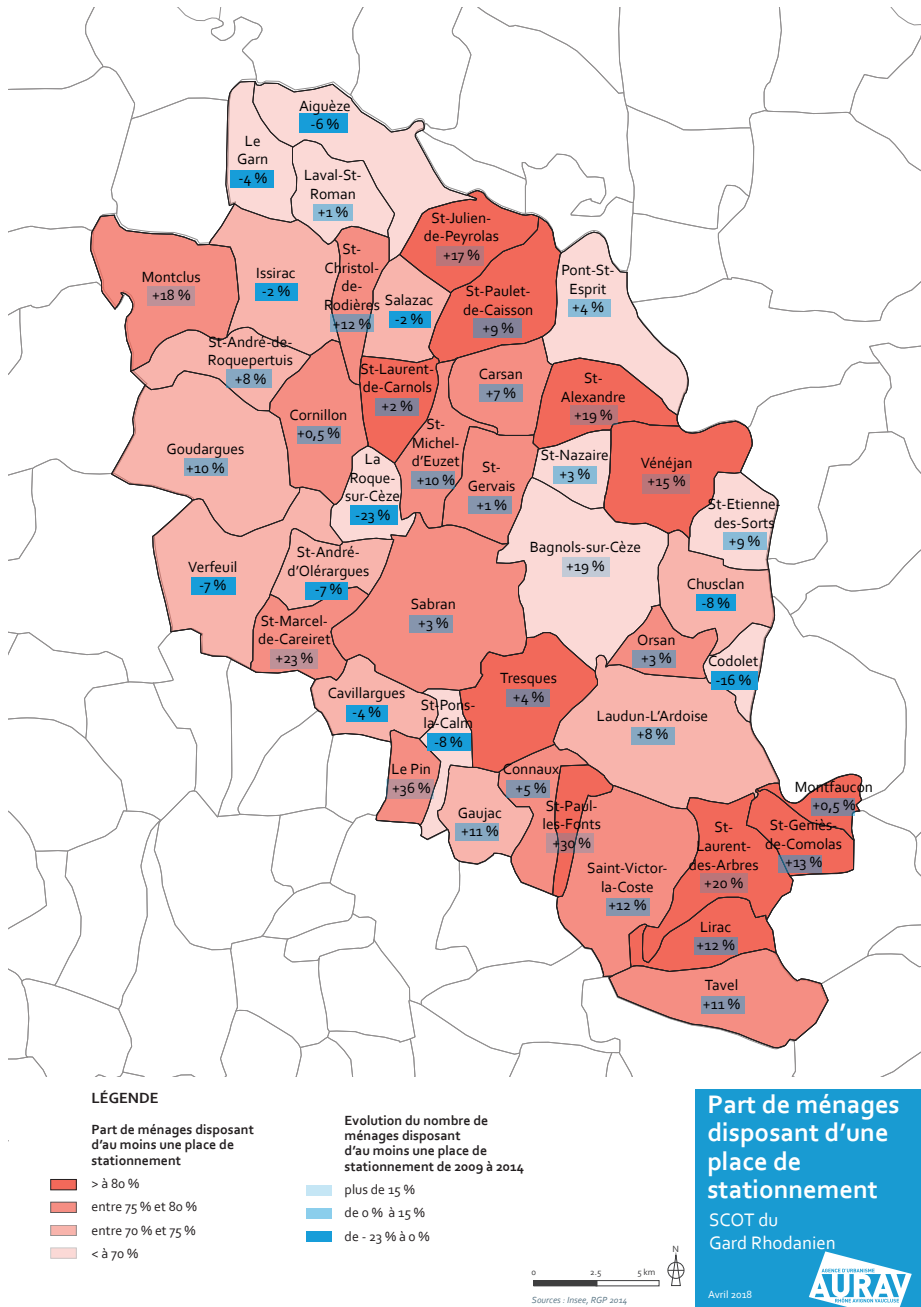 Aiguèze
-6 %
Le
Garn
-4 %
Laval-St-
Roman
+1 %
St-Julien-
de-Peyrolas
+17 %
Montclus
+18 %
Issirac
-2 %
St-
Christol-
de-
Rodières
+12 %
Salazac
-2 %
St-Paulet-
de-Caisson
+9 %
Pont-St-
Esprit
+4 %
St-André-de-
Roquepertuis
+8 %
St-Laurent-
de-Carnols
+2 %
Carsan
+7 %
St-
Alexandre
+19 %
Cornillon
+0,5 %
St-
Michel-
d'Euzet
+10 %
Goudargues
+10 %
La
Roque-
sur-Cèze
-23 %
St-
Gervais
+1 %
St-Nazaire
+3 %
Vénéjan
+15 %
St-Etienne-
des-Sorts
+9 %
Bagnols-sur-Cèze
+19 %
Verfeuil
-7 %
St-André-
d'Olérargues
-7 %
Chusclan
-8 %
Sabran
+3 %
St-Marcel-
de-Careiret
+23 %
Orsan
+3 %
Codolet
-16 %
Tresques
+4 %
Cavillargues
-4 %
St-Pons-
la-Calm
-8 %
Laudun-L'Ardoise
+8 %
Le Pin
+36 %
Connaux
+5 %
Montfaucon
+0,5 %
Gaujac
+11 %
St-Paul-
les-Fonts
+30 %
St-
Laurent-
des-Arbres
+20 %
St-Geniès-
de-Comolas
+13 %
Saint-Victor-
la-Coste
+12 %
Lirac
+12 %
Tavel
+11 %
LÉGENDE
Part de ménages disposant
d'au moins une place de
stationnement
> à 80 %
entre 75 % et 80 %
entre 70 % et 75 %
< à 70 %
Evolution du nombre de
ménages disposant
d'au moins une place de
stationnement de 2009 à 2014
plus de 15 %
de 0 % à 15 %
de - 23 % à 0 %
N
0 2.5 5 km
Sources : Insee, RGP 2014
Part de ménages
disposant d'une
place de
stationnement
SCOT du
Gard Rhodanien
Avril 2018
AGENCE D'URBANISME
AURAV
RHÔNE AVIGNON VAUCLUSE